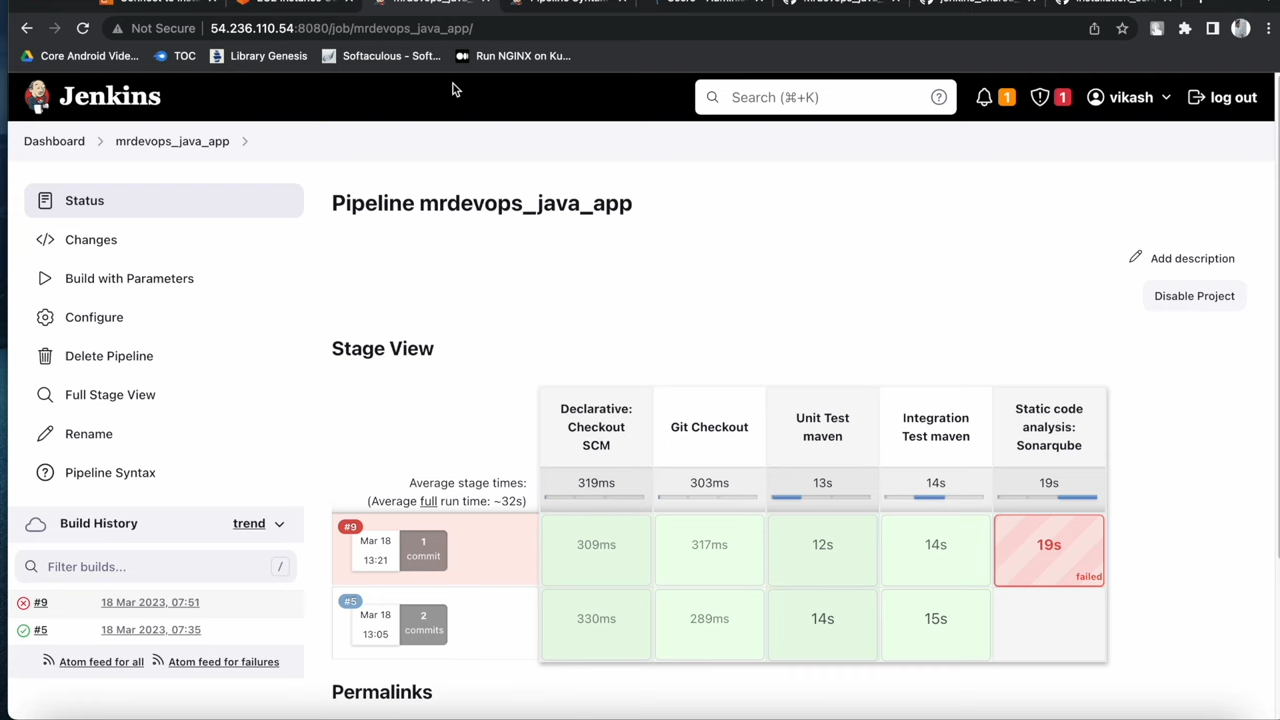 Not Secure 54.236.110.54:8080/job/mrdevops_java_app/
Core Android Vide... TOC Library Genesis Softaculous - Soft... Run NGINX on Ku...
Jenkins Search (⌘+K) ? 1 1 vikash log out
Dashboard mrdevops_java_app
Status
Changes
Build with Parameters
Configure
Delete Pipeline
Full Stage View
Rename
Pipeline Syntax
Build History trend
Filter builds... /
#9 18 Mar 2023, 07:51
#5 18 Mar 2023, 07:35
Atom feed for all Atom feed for failures
Pipeline mrdevops_java_app
Add description
Disable Project
Stage View
Declarative:
Checkout
SCM
Git Checkout
Unit Test
maven
Integration
Test maven
Static code
analysis:
Sonarqube
Average stage times:
(Average full run time: ~32s)
319ms 303ms 13s 14s 19s
#9
Mar 18
13:21
1
commit
309ms 317ms 12s 14s 19s
failed
#5
Mar 18
13:05
2
commits
330ms 289ms 14s 15s
Permalinks